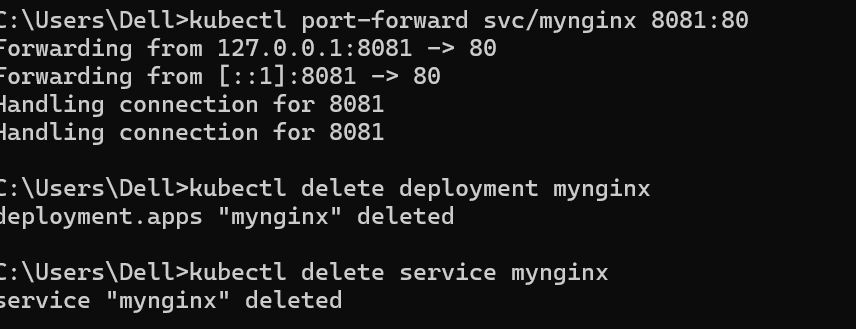 C:\Users\Dell>kubectl port-forward svc/mynginx 8081:80
Forwarding from 127.0.0.1:8081 -> 80
Forwarding from [::1]:8081 -> 80
Handling connection for 8081
Handling connection for 8081
C:\Users\Dell>kubectl delete deployment mynginx
deployment.apps "mynginx" deleted
C:\Users\Dell>kubectl delete service mynginx
service "mynginx" deleted